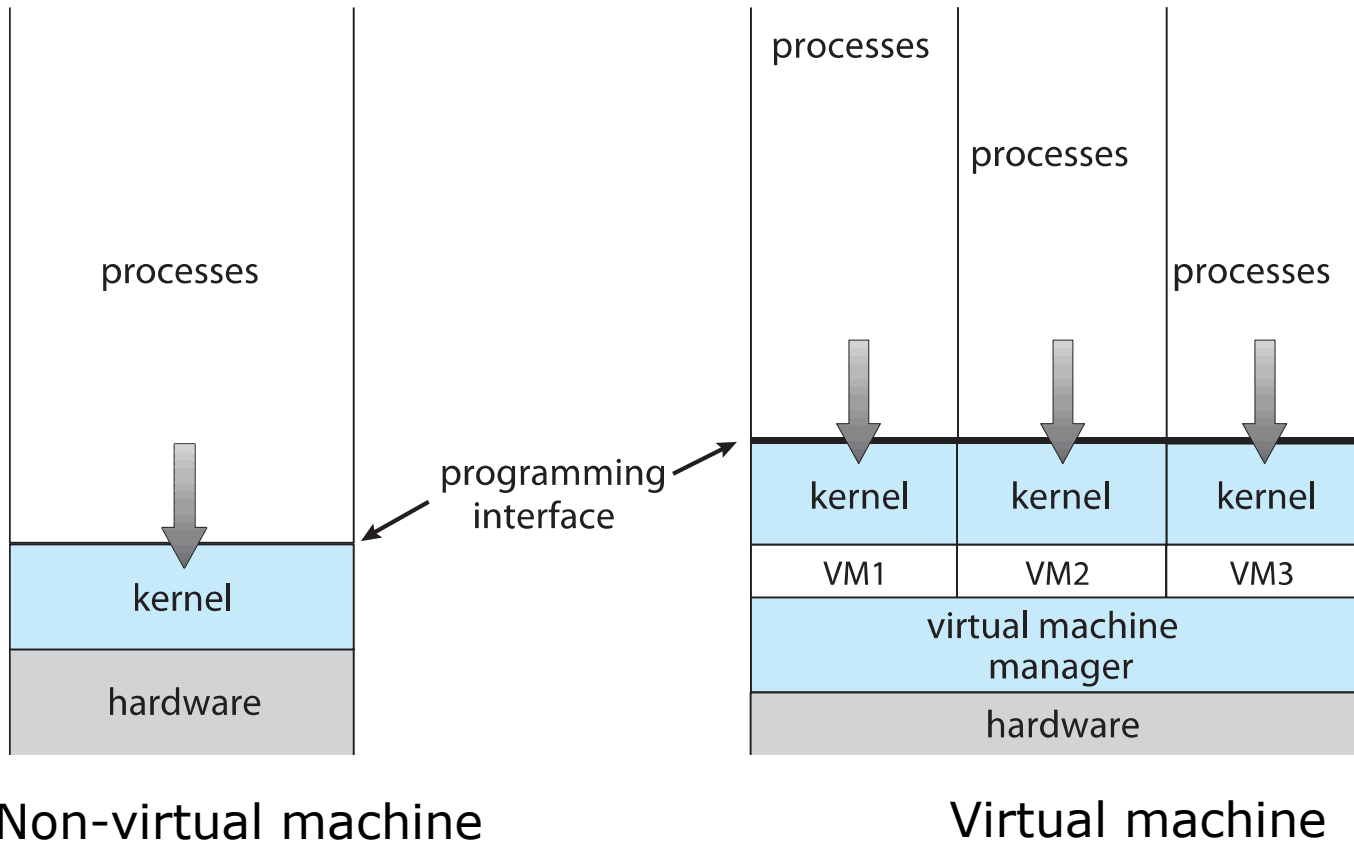 processes
kernel
hardware
programming
interface
processes
processes
processes
kernel kernel kernel
VM1 VM2 VM3
virtual machine
manager
hardware
Non-virtual machine
Virtual machine